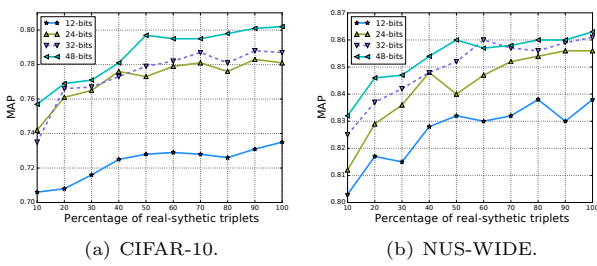 12-bits
24-bits
32-bits
48-bits
MAP
0.80
0.78
0.76
0.74
0.72
0.70
10 20 30 40 50 60 70 80 90 100
Percentage of real-sythetic triplets
(a) CIFAR-10.
12-bits
24-bits
32-bits
48-bits
MAP
0.87
0.86
0.85
0.84
0.83
0.82
0.81
0.80
10 20 30 40 50 60 70 80 90 100
Percentage of real-sythetic triplets
(b) NUS-WIDE.